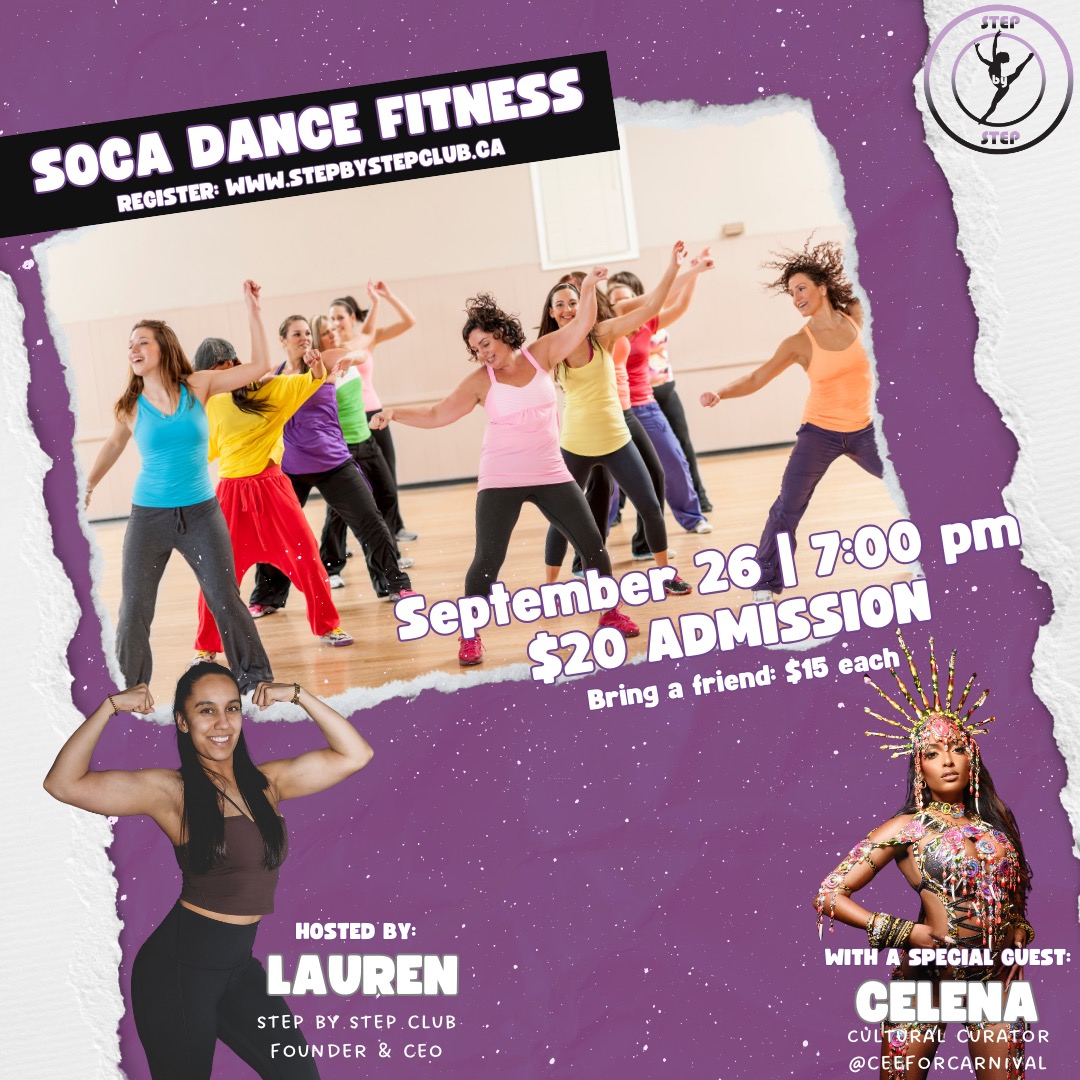 STEP
by
STEP
SOCA DANCE FITNESS
REGISTER: WWW.STEPBYSTEPCLUB.CA
September 26 | 7:00 pm
$20 ADMISSION
Bring a friend: $15 each
HOSTED BY:
LAUREN
STEP BY STEP CLUB
FOUNDER & CEO
WITH A SPECIAL GUEST:
CELENA
CULTURAL CURATOR
@CEEFORCARNIVAL